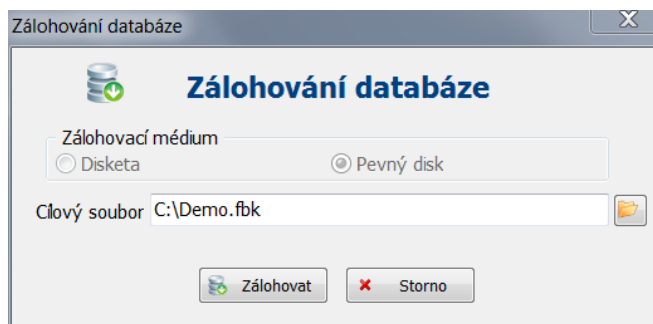 Zálohování databáze
Zálohování databáze
Zálohovací médium
Disketa Pevný disk
Cílový soubor C:\Demo.fbk
Zálohovat Storno